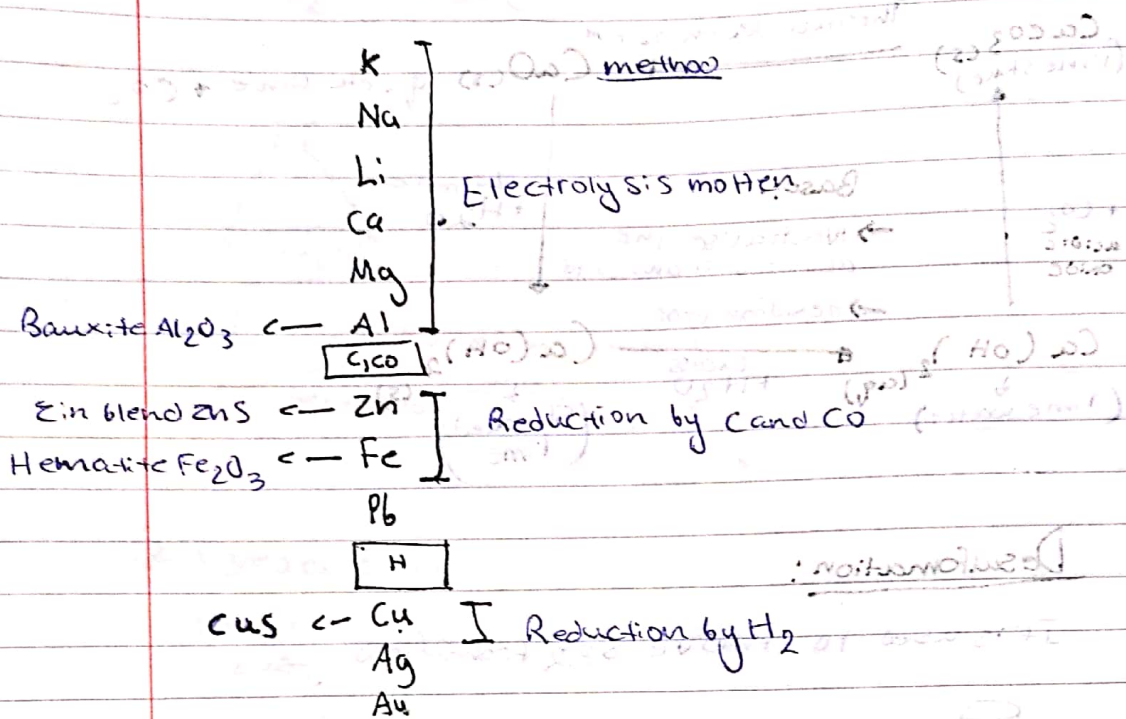 K method
Na
Li
Electrolysis molten
Ca
Mg
Bauxite Al₂O₃ <— Al
C,CO
Zin blend ZnS <— Zn Reduction by C and CO
Hematite Fe₂O₃ <— Fe
Pb
H
CuS <- Cu Reduction by H₂
Ag
Au